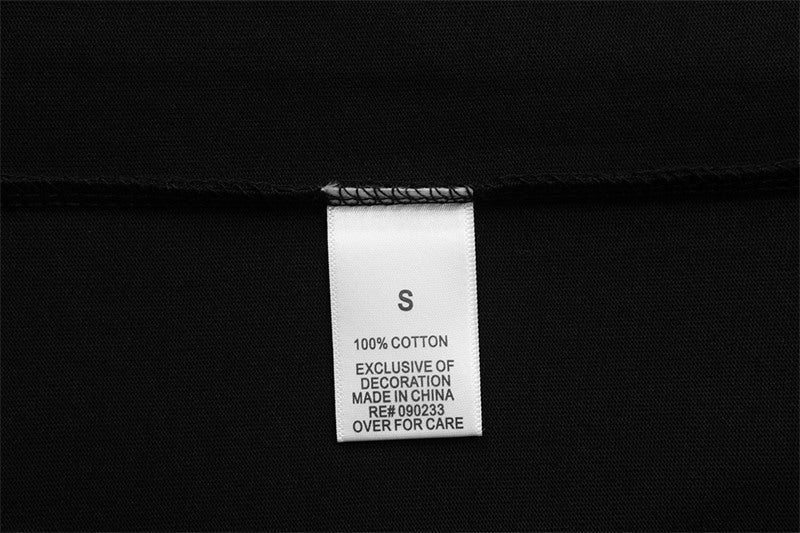 S
100% COTTON
EXCLUSIVE OF
DECORATION
MADE IN CHINA
RE# 090233
OVER FOR CARE